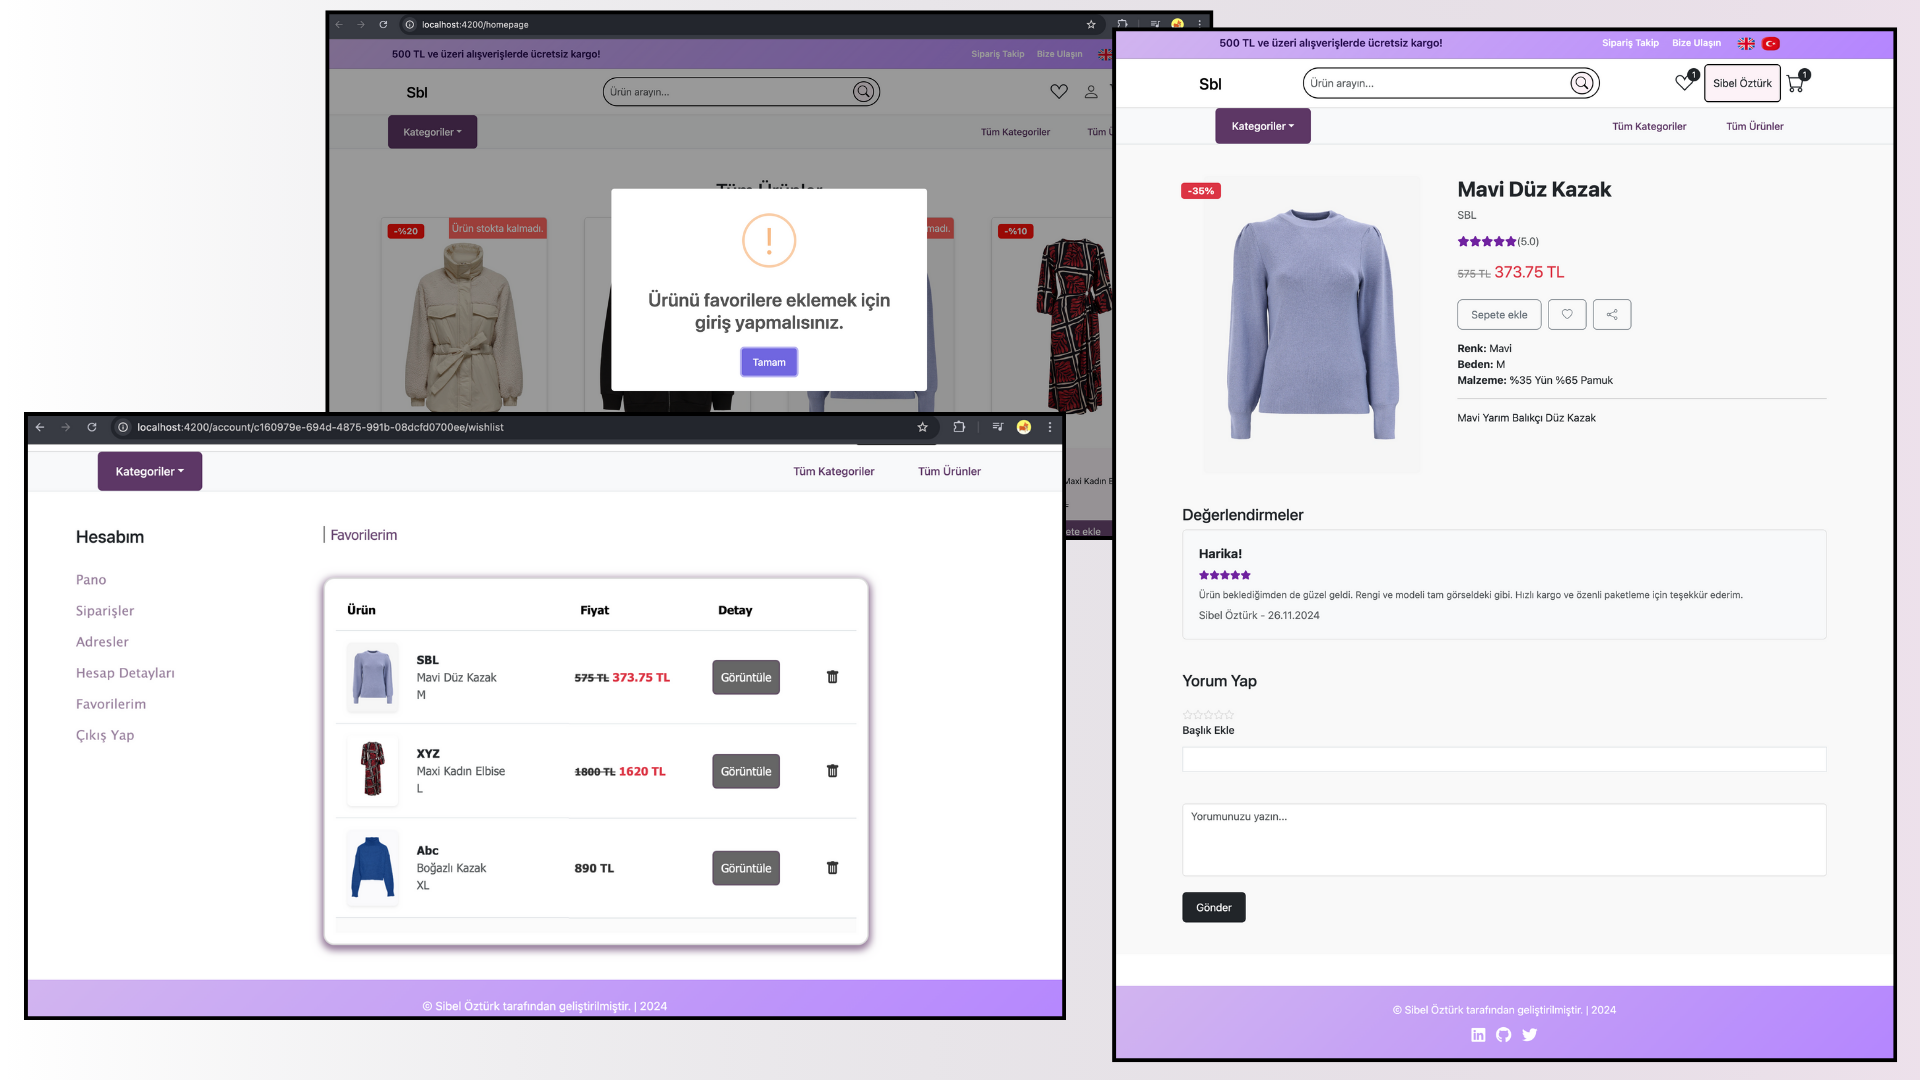 localhost:4200/homepage
500 TL ve üzeri alışverişlerde ücretsiz kargo!
Sipariş Takip
Bize Ulaşın
Sbl
Ürün arayın...
Kategoriler
Tüm Kategoriler
Tüm Ürünler
-%20
Ürün stokta kalmadı.
-%10
Ürünü favorilere eklemek için
giriş yapmalısınız.
Tamam
Maxi Kadın
ekle
localhost:4200/account/c160979e-694d-4875-991b-08dcfd0700ee/wishlist
Kategoriler
Tüm Kategoriler
Tüm Ürünler
Hesabım
Pano
Siparişler
Adresler
Hesap Detayları
Favorilerim
Çıkış Yap
Favorilerim
Ürün Fiyat Detay
SBL
Mavi Düz Kazak
M
575 TL 373.75 TL
Görüntüle
XYZ
Maxi Kadın Elbise
L
1800 TL 1620 TL
Görüntüle
Abc
Boğazlı Kazak
XL
890 TL
Görüntüle
© Sibel Öztürk tarafından geliştirilmiştir. | 2024
500 TL ve üzeri alışverişlerde ücretsiz kargo!
Sipariş Takip
Bize Ulaşın
Sbl
Ürün arayın...
1
Sibel Öztürk
1
Kategoriler
Tüm Kategoriler
Tüm Ürünler
-35%
Mavi Düz Kazak
SBL
(5.0)
575 TL 373.75 TL
Sepete ekle
Renk: Mavi
Beden: M
Malzeme: %35 Yün %65 Pamuk
Mavi Yarım Balıkçı Düz Kazak
Değerlendirmeler
Harika!
Ürün beklediğimden de güzel geldi. Rengi ve modeli tam görseldeki gibi. Hızlı kargo ve özenli paketleme için teşekkür ederim.
Sibel Öztürk - 26.11.2024
Yorum Yap
Başlık Ekle
Yorumunuzu yazın...
Gönder
© Sibel Öztürk tarafından geliştirilmiştir. | 2024